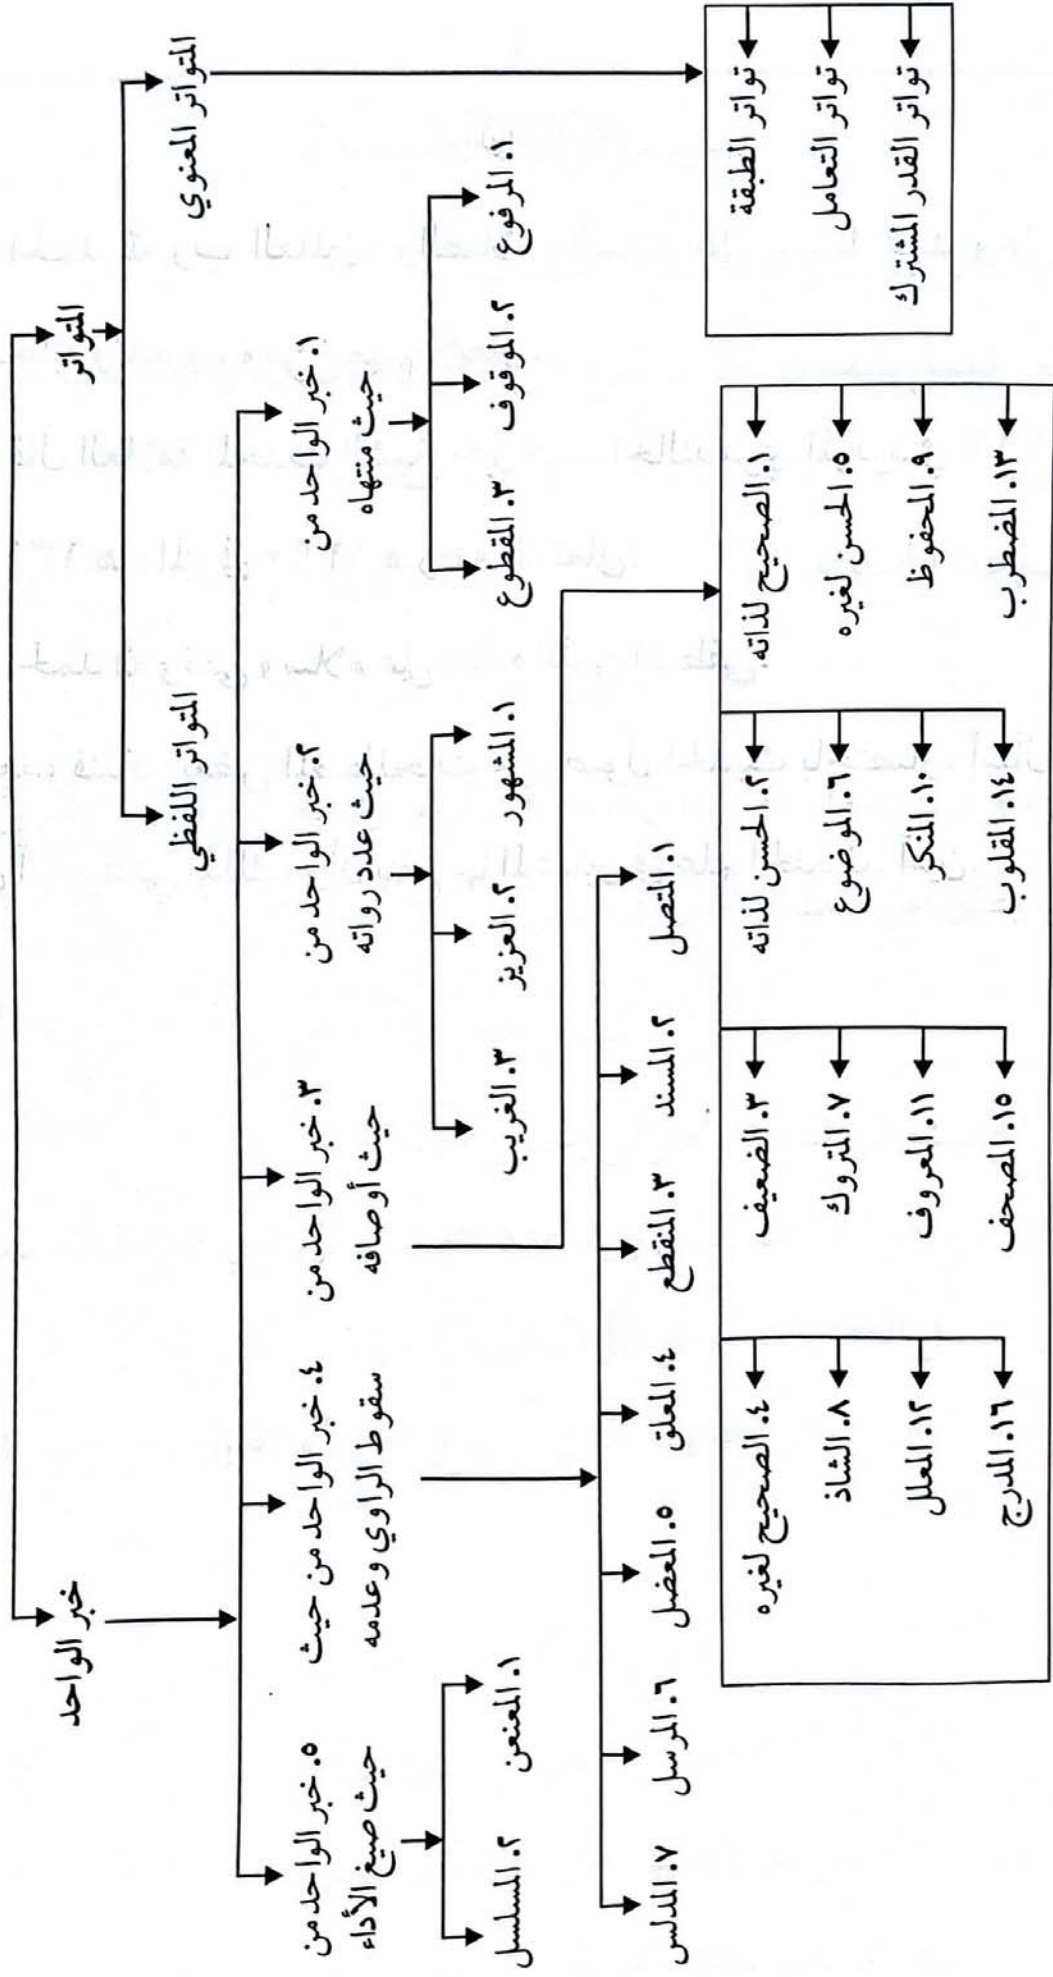 المتواتر
خبر الواحد
المتواتر المعنوي
المتواتر اللفظي
تواتر الطبقة
تواتر التعامل
تواتر القدر المشترك
١. خبر الواحد من
حيث منتهاه
٢. خبر الواحد من
حيث عدد رواته
٣. خبر الواحد من
حيث أوصافه
٤. خبر الواحد من حيث
سقوط الراوي وعدمه
٥. خبر الواحد من
حيث صيغ الأداء
١. المرفوع
٢. الموقوف
٣. المقطوع
١. المشهور
٢. العزيز
٣. الغريب
١. المعنعن
٢. المسلسل
١. المتصل
٢. المسند
٣. المنقطع
٤. المعلق
٥. المعضل
٦. المرسل
٧. المدلس
١. الصحيح لذاته
٢. الحسن لذاته
٣. الضعيف
٤. الصحيح لغيره
٥. الحسن لغيره
٦. الموضوع
٧. المتروك
٨. الشاذ
٩. المحفوظ
١٠. المنكر
١١. المعروف
١٢. المعلل
١٣. المضطرب
١٤. المقلوب
١٥. المصحف
١٦. المدرج